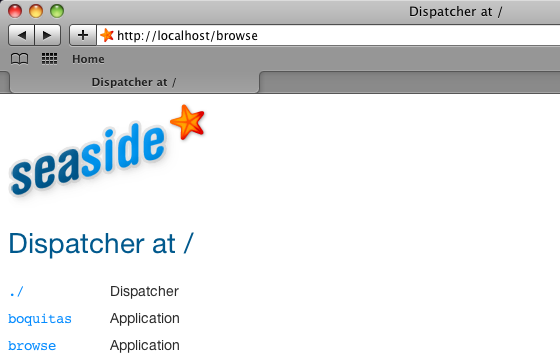 Dispatcher at /
http://localhost/browse
Home
Dispatcher at /
seaside
Dispatcher at /
./ Dispatcher
boquitas Application
browse Application